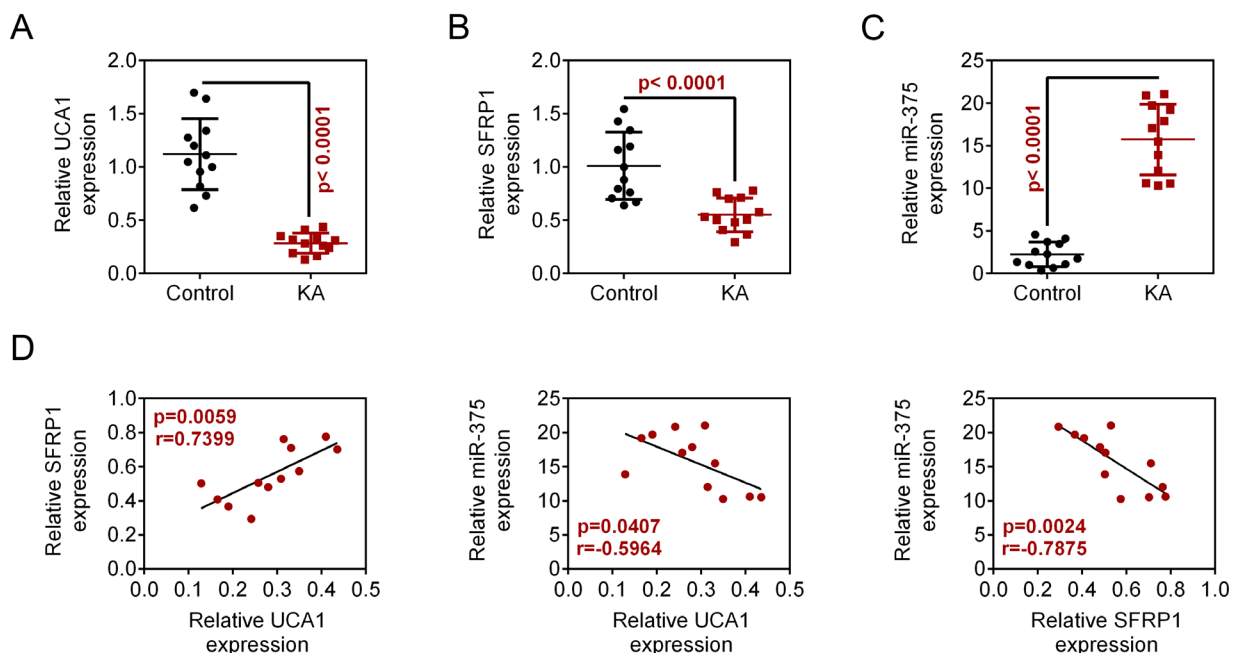 A
Relative UCA1
expression
2.0
1.5
1.0
0.5
0.0
p< 0.0001
Control
KA
B
Relative SFRP1
expression
2.0
1.5
1.0
0.5
0.0
p< 0.0001
Control
KA
C
Relative miR-375
expression
25
20
15
10
5
0
p< 0.0001
Control
KA
D
Relative SFRP1
expression
1.0
0.8
0.6
0.4
0.2
0.0
p=0.0059
r=0.7399
0.0 0.1 0.2 0.3 0.4 0.5
Relative UCA1
expression
Relative miR-375
expression
25
20
15
10
5
0
p=0.0407
r=-0.5964
0.0 0.1 0.2 0.3 0.4 0.5
Relative UCA1
expression
Relative miR-375
expression
25
20
15
10
5
0
p=0.0024
r=-0.7875
0.0 0.2 0.4 0.6 0.8 1.0
Relative SFRP1
expression